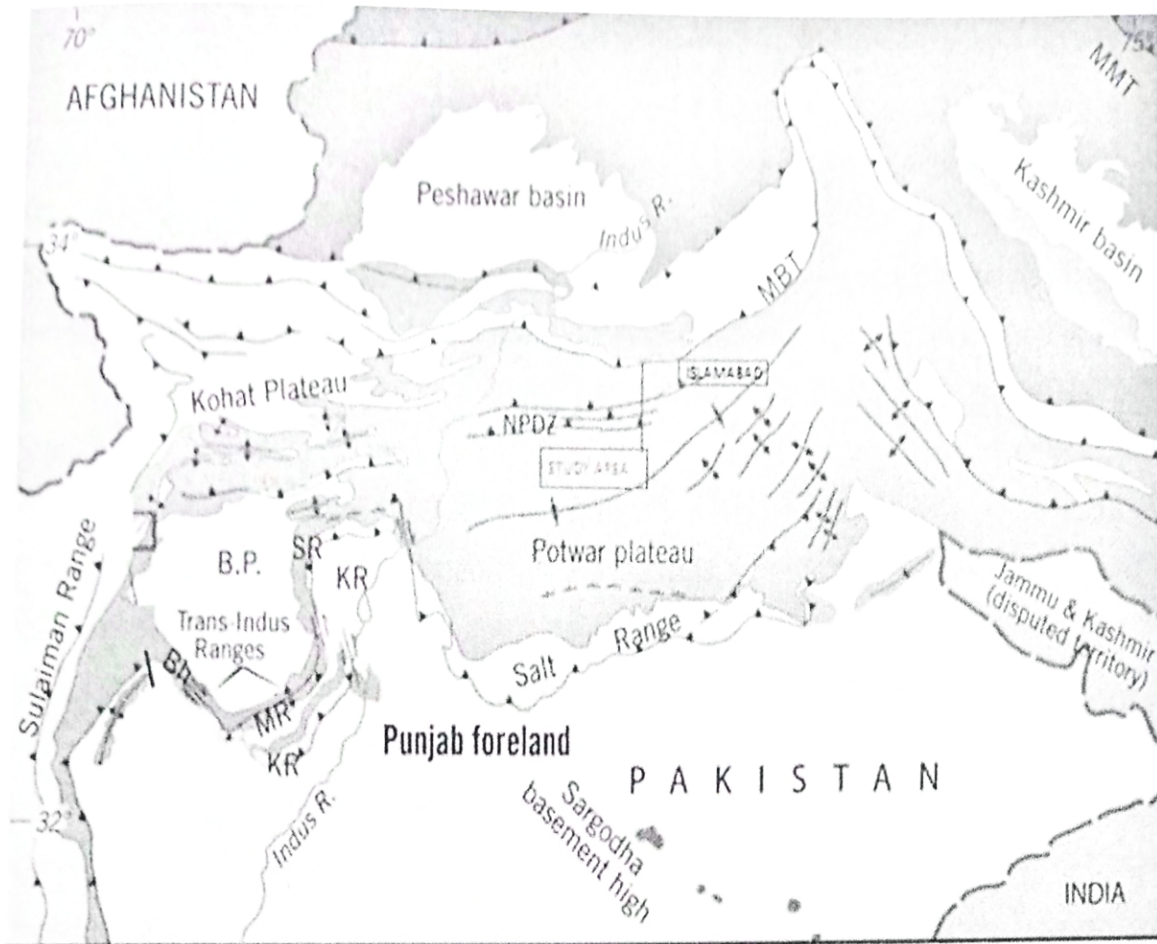 70°
75°
MMT
AFGHANISTAN
Peshawar basin
Kashmir basin
Indus R.
34°
MBT
ISLAMABAD
Kohat Plateau
NPDZ
STUDY AREA
Sulaiman Range
B.P.
SR
KR
Potwar plateau
Jammu & Kashmir
(disputed
territory)
Trans-Indus
Ranges
Salt Range
MR
KR
Punjab foreland
PAKISTAN
Sargodha
basement high
32°
Indus R.
INDIA